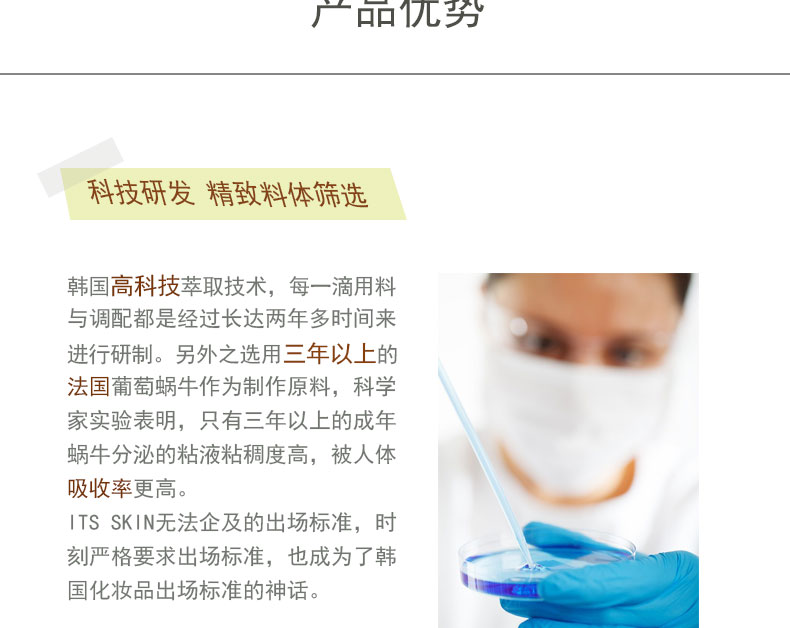 产品优势
科技研发 精致料体筛选
韩国高科技萃取技术，每一滴用料
与调配都是经过长达两年多时间来
进行研制。另外之选用三年以上的
法国葡萄蜗牛作为制作原料，科学
家实验表明，只有三年以上的成年
蜗牛分泌的粘液粘稠度高，被人体
吸收率更高。
ITS SKIN无法企及的出场标准，时
刻严格要求出场标准，也成为了韩
国化妆品出场标准的神话。